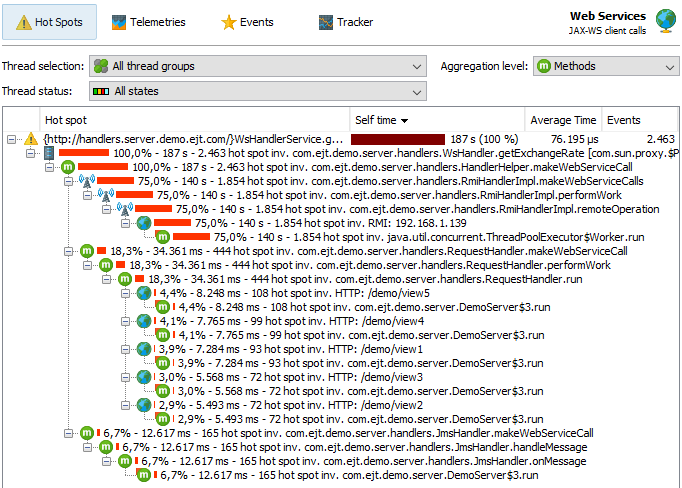 Hot Spots
Telemetries
Events
Tracker
Web Services
JAX-WS client calls
Thread selection:
All thread groups
Aggregation level:
Methods
Thread status:
All states
Hot spot
Self time
Average Time
Events
{http://handlers.server.demo.ejt.com/}WsHandlerService.g...
187 s (100 %)
76.195 µs
2.463
100,0% - 187 s - 2.463 hot spot inv. com.ejt.demo.server.handlers.WsHandler.getExchangeRate [com.sun.proxy.$P
100,0% - 187 s - 2.463 hot spot inv. com.ejt.demo.server.handlers.HandlerHelper.makeWebServiceCall
75,0% - 140 s - 1.854 hot spot inv. com.ejt.demo.server.handlers.RmiHandlerImpl.makeWebServiceCalls
75,0% - 140 s - 1.854 hot spot inv. com.ejt.demo.server.handlers.RmiHandlerImpl.performWork
75,0% - 140 s - 1.854 hot spot inv. com.ejt.demo.server.handlers.RmiHandlerImpl.remoteOperation
75,0% - 140 s - 1.854 hot spot inv. RMI: 192.168.1.139
75,0% - 140 s - 1.854 hot spot inv. java.util.concurrent.ThreadPoolExecutor$Worker.run
18,3% - 34.361 ms - 444 hot spot inv. com.ejt.demo.server.handlers.RequestHandler.makeWebServiceCall
18,3% - 34.361 ms - 444 hot spot inv. com.ejt.demo.server.handlers.RequestHandler.performWork
18,3% - 34.361 ms - 444 hot spot inv. com.ejt.demo.server.handlers.RequestHandler.run
4,4% - 8.248 ms - 108 hot spot inv. HTTP: /demo/view5
4,4% - 8.248 ms - 108 hot spot inv. com.ejt.demo.server.DemoServer$3.run
4,1% - 7.765 ms - 99 hot spot inv. HTTP: /demo/view4
4,1% - 7.765 ms - 99 hot spot inv. com.ejt.demo.server.DemoServer$3.run
3,9% - 7.284 ms - 93 hot spot inv. HTTP: /demo/view1
3,9% - 7.284 ms - 93 hot spot inv. com.ejt.demo.server.DemoServer$3.run
3,0% - 5.568 ms - 72 hot spot inv. HTTP: /demo/view3
3,0% - 5.568 ms - 72 hot spot inv. com.ejt.demo.server.DemoServer$3.run
2,9% - 5.493 ms - 72 hot spot inv. HTTP: /demo/view2
2,9% - 5.493 ms - 72 hot spot inv. com.ejt.demo.server.DemoServer$3.run
6,7% - 12.617 ms - 165 hot spot inv. com.ejt.demo.server.handlers.JmsHandler.makeWebServiceCall
6,7% - 12.617 ms - 165 hot spot inv. com.ejt.demo.server.handlers.JmsHandler.handleMessage
6,7% - 12.617 ms - 165 hot spot inv. com.ejt.demo.server.handlers.JmsHandler.onMessage
6,7% - 12.617 ms - 165 hot spot inv. com.ejt.demo.server.DemoServer$3.run